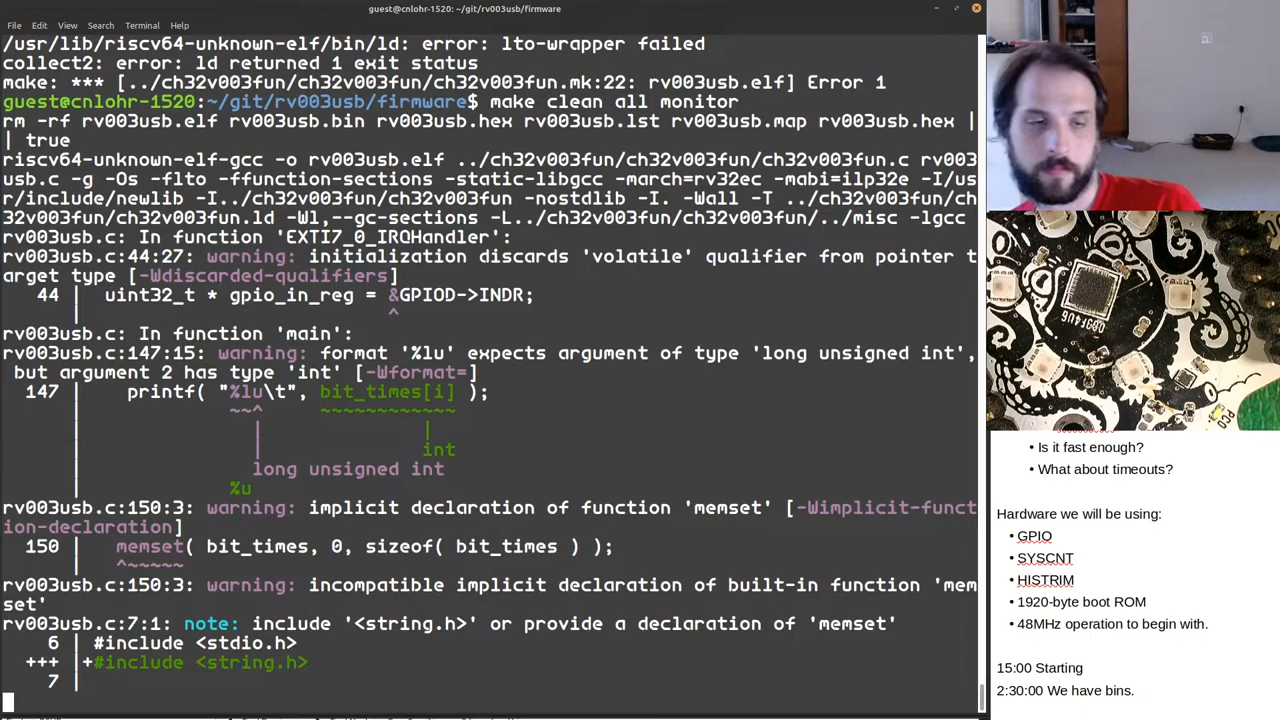 guest@cnlohr-1520: ~/git/rv003usb/firmware
File Edit View Search Terminal Help
/usr/lib/riscv64-unknown-elf/bin/ld: error: lto-wrapper failed
collect2: error: ld returned 1 exit status
make: *** [../ch32v003fun/ch32v003fun/ch32v003fun.mk:22: rv003usb.elf] Error 1
guest@cnlohr-1520:~/git/rv003usb/firmware$ make clean all monitor
rm -rf rv003usb.elf rv003usb.bin rv003usb.hex rv003usb.lst rv003usb.map rv003usb.hex |
| true
riscv64-unknown-elf-gcc -o rv003usb.elf ../ch32v003fun/ch32v003fun/ch32v003fun.c rv003
usb.c -g -Os -flto -ffunction-sections -static-libgcc -march=rv32ec -mabi=ilp32e -I/us
r/include/newlib -I../ch32v003fun/ch32v003fun -nostdlib -I. -Wall -T ../ch32v003fun/ch
32v003fun/ch32v003fun.ld -Wl,--gc-sections -L../ch32v003fun/ch32v003fun/../misc -lgcc
rv003usb.c: In function 'EXTI7_0_IRQHandler':
rv003usb.c:44:27: warning: initialization discards 'volatile' qualifier from pointer t
arget type [-Wdiscarded-qualifiers]
44 | uint32_t * gpio_in_reg = &GPIOD->INDR;
| ^
rv003usb.c: In function 'main':
rv003usb.c:147:15: warning: format '%lu' expects argument of type 'long unsigned int',
but argument 2 has type 'int' [-Wformat=]
147 | printf( "%lu\t", bit_times[i] );
| ~~^ ~~~~~~~~~~~~
| | |
| | int
| long unsigned int
| %u
rv003usb.c:150:3: warning: implicit declaration of function 'memset' [-Wimplicit-funct
ion-declaration]
150 | memset( bit_times, 0, sizeof( bit_times ) );
| ^~~~~~
rv003usb.c:150:3: warning: incompatible implicit declaration of built-in function 'mem
set'
rv003usb.c:7:1: note: include '<string.h>' or provide a declaration of 'memset'
6 | #include <stdio.h>
+++ |+#include <string.h>
7 |
• Is it fast enough?
• What about timeouts?
Hardware we will be using:
• GPIO
• SYSCNT
• HISTRIM
• 1920-byte boot ROM
• 48MHz operation to begin with.
15:00 Starting
2:30:00 We have bins.